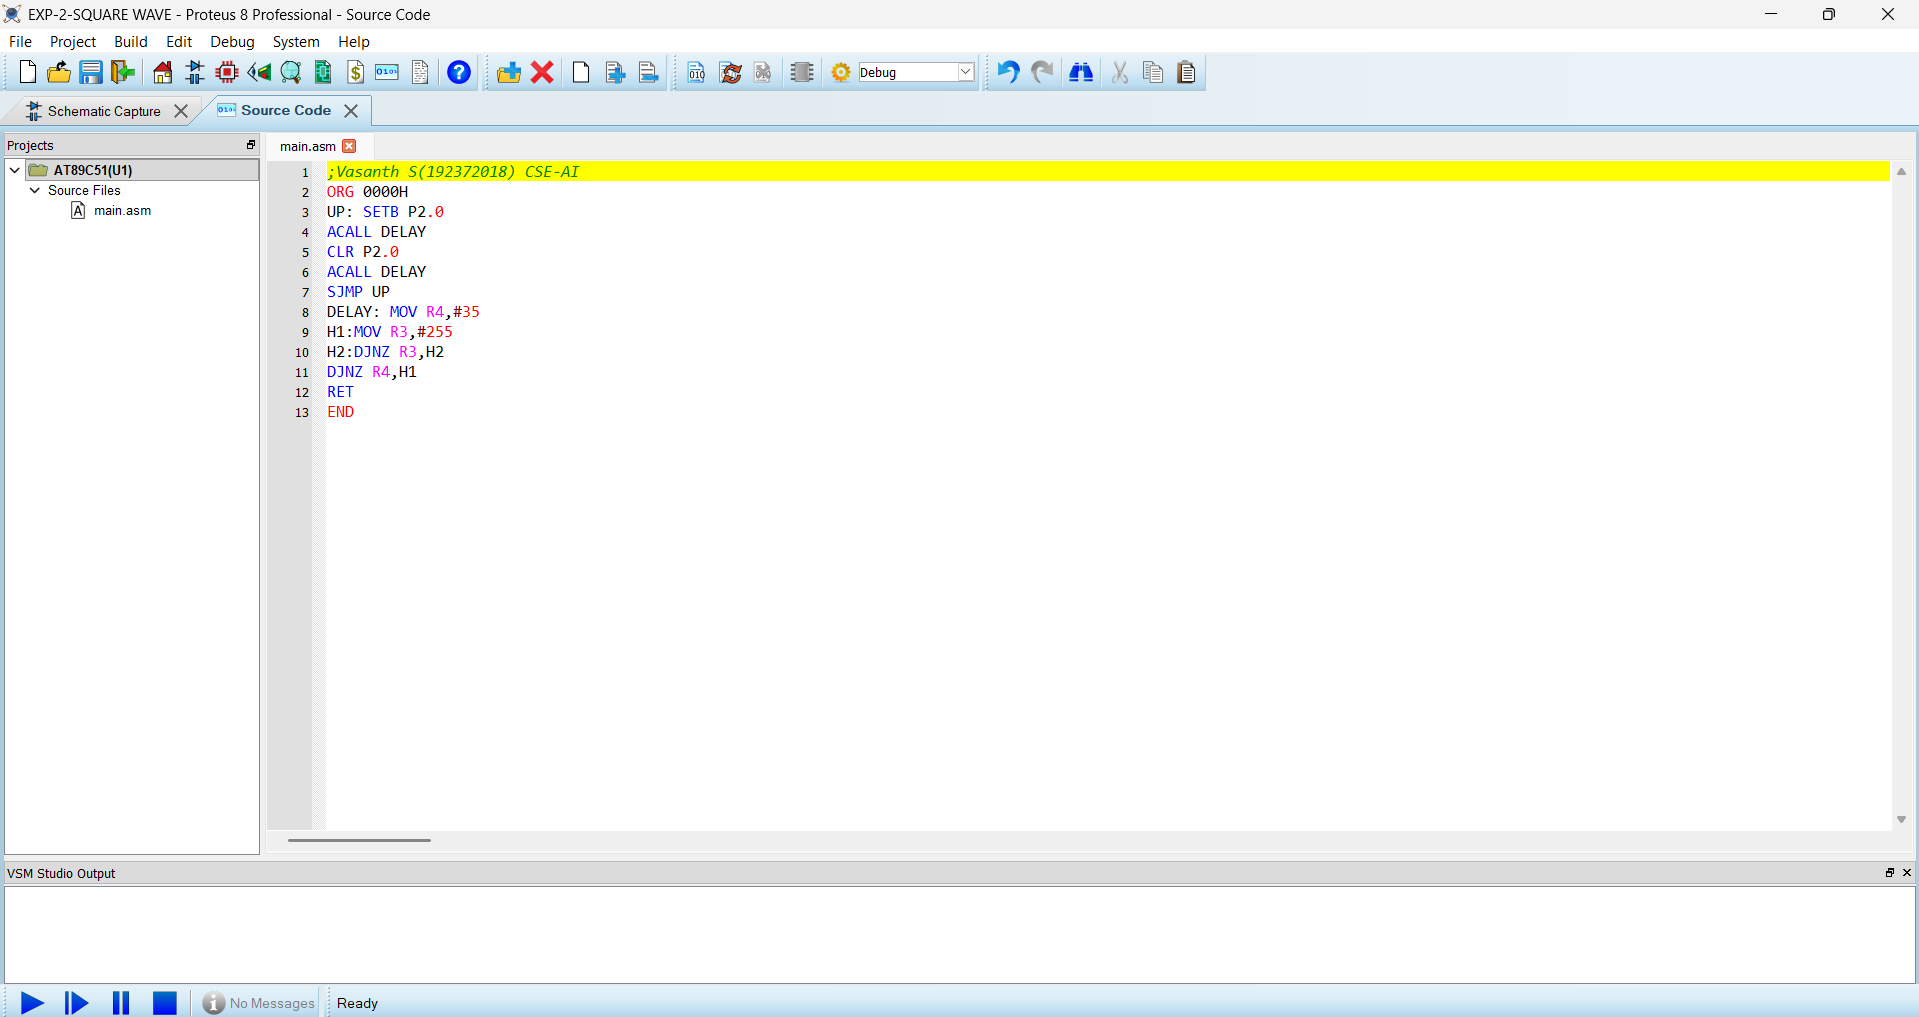 EXP-2-SQUARE WAVE - Proteus 8 Professional - Source Code
File Project Build Edit Debug System Help
Debug
Schematic Capture Source Code
Projects
main.asm
AT89C51(U1)
Source Files
main.asm
1 ;Vasanth S(192372018) CSE-AI
2 ORG 0000H
3 UP: SETB P2.0
4 ACALL DELAY
5 CLR P2.0
6 ACALL DELAY
7 SJMP UP
8 DELAY: MOV R4,#35
9 H1:MOV R3,#255
10 H2:DJNZ R3,H2
11 DJNZ R4,H1
12 RET
13 END
VSM Studio Output
No Messages Ready